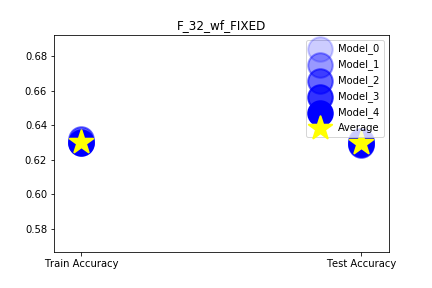 F_32_wf_FIXED
0.68
0.66
0.64
0.62
0.60
0.58
Model_0
Model_1
Model_2
Model_3
Model_4
Average
Train Accuracy
Test Accuracy